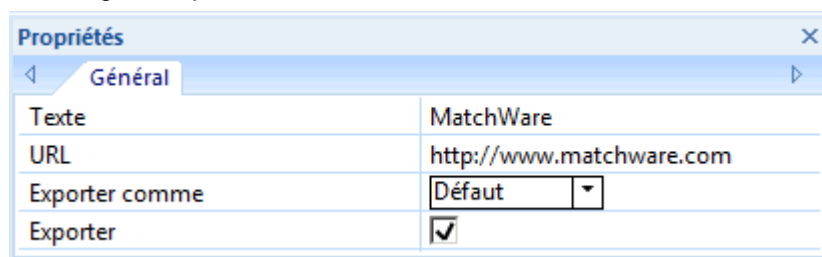 Propriétés
Général
Texte MatchWare
URL http://www.matchware.com
Exporter comme Défaut
Exporter